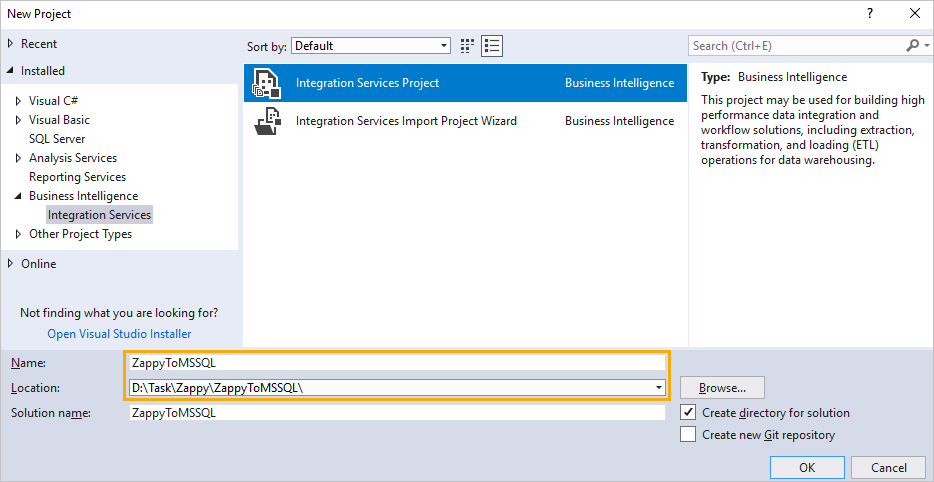 New Project
Recent
Sort by: Default
Search (Ctrl+E)
Installed
Visual C#
Visual Basic
SQL Server
Analysis Services
Reporting Services
Business Intelligence
Integration Services
Other Project Types
Online
Not finding what you are looking for?
Open Visual Studio Installer
Integration Services Project Business Intelligence
Integration Services Import Project Wizard Business Intelligence
Type: Business Intelligence
This project may be used for building high
performance data integration and
workflow solutions, including extraction,
transformation, and loading (ETL)
operations for data warehousing.
Name: ZappyToMSSQL
Location: D:\Task\Zappy\ZappyToMSSQL\
Browse...
Solution name: ZappyToMSSQL
Create directory for solution
Create new Git repository
OK Cancel